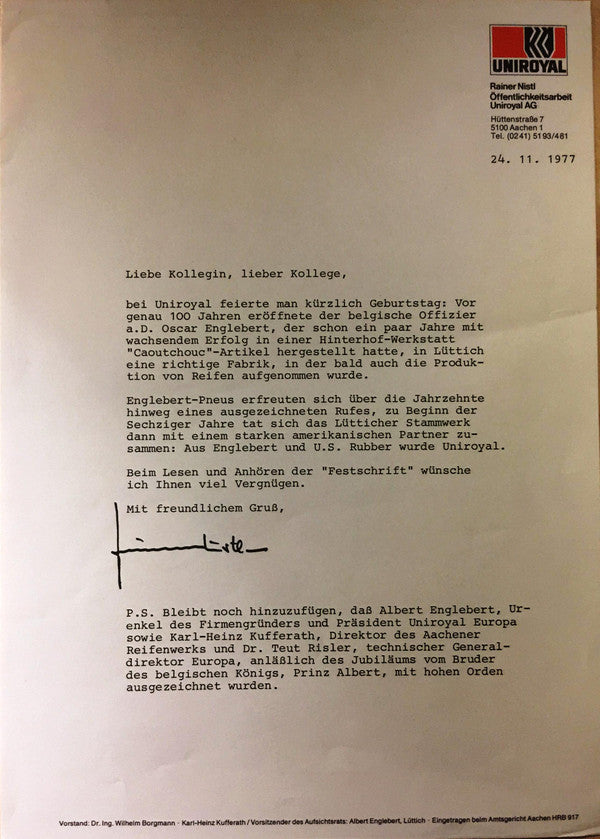 UNIROYAL
Rainer Nistl
Öffentlichkeitsarbeit
Uniroyal AG
Hüttenstraße 7
5100 Aachen 1
Tel. (0241) 5193/481
24. 11. 1977
Liebe Kollegin, lieber Kollege,
bei Uniroyal feierte man kürzlich Geburtstag: Vor
genau 100 Jahren eröffnete der belgische Offizier
a.D. Oscar Englebert, der schon ein paar Jahre mit
wachsendem Erfolg in einer Hinterhof-Werkstatt
"Caoutchouc"-Artikel hergestellt hatte, in Lüttich
eine richtige Fabrik, in der bald auch die Produk-
tion von Reifen aufgenommen wurde.
Englebert-Pneus erfreuten sich über die Jahrzehnte
hinweg eines ausgezeichneten Rufes, zu Beginn der
Sechziger Jahre tat sich das Lütticher Stammwerk
dann mit einem starken amerikanischen Partner zu-
sammen: Aus Englebert und U.S. Rubber wurde Uniroyal.
Beim Lesen und Anhören der "Festschrift" wünsche
ich Ihnen viel Vergnügen.
Mit freundlichem Gruß,
P.S. Bleibt noch hinzuzufügen, daß Albert Englebert, Ur-
enkel des Firmengründers und Präsident Uniroyal Europa
sowie Karl-Heinz Kufferath, Direktor des Aachener
Reifenwerks und Dr. Teut Risler, technischer General-
direktor Europa, anläßlich des Jubiläums vom Bruder
des belgischen Königs, Prinz Albert, mit hohen Orden
ausgezeichnet wurden.
Vorstand: Dr. Ing. Wilhelm Borgmann · Karl-Heinz Kufferath / Vorsitzender des Aufsichtsrats: Albert Englebert, Lüttich · Eingetragen beim Amtsgericht Aachen HRB 917